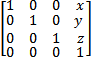 1 0 0 x
0 1 0 y
0 0 1 z
0 0 0 1